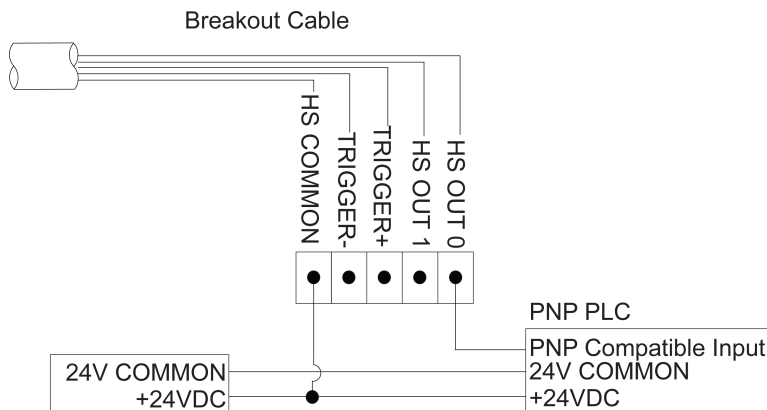 Breakout Cable
HS COMMON
TRIGGER-
TRIGGER+
HS OUT 1
HS OUT 0
PNP PLC
PNP Compatible Input
24V COMMON
24V COMMON
+24VDC
+24VDC